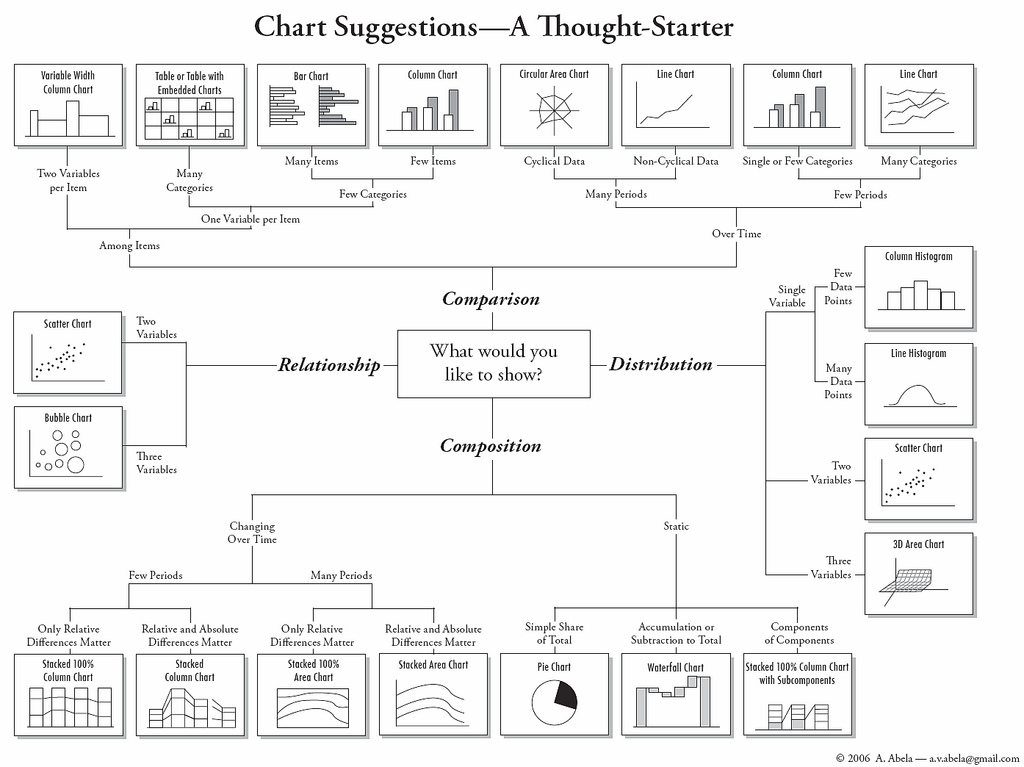 Chart Suggestions—A Thought-Starter
Variable Width
Column Chart
Table or Table with
Embedded Charts
Bar Chart
Column Chart
Circular Area Chart
Line Chart
Column Chart
Line Chart
Two Variables
per Item
Many
Categories
Many Items
Few Items
Cyclical Data
Non-Cyclical Data
Single or Few Categories
Many Categories
Few Categories
Many Periods
Few Periods
One Variable per Item
Over Time
Among Items
Comparison
What would you
like to show?
Relationship
Two
Variables
Scatter Chart
Bubble Chart
Three
Variables
Distribution
Single
Variable
Few
Data
Points
Column Histogram
Many
Data
Points
Line Histogram
Two
Variables
Scatter Chart
Three
Variables
3D Area Chart
Composition
Changing
Over Time
Static
Few Periods
Many Periods
Only Relative
Differences Matter
Relative and Absolute
Differences Matter
Only Relative
Differences Matter
Relative and Absolute
Differences Matter
Simple Share
of Total
Accumulation or
Subtraction to Total
Components
of Components
Stacked 100%
Column Chart
Stacked
Column Chart
Stacked 100%
Area Chart
Stacked Area Chart
Pie Chart
Waterfall Chart
Stacked 100% Column Chart
with Subcomponents
© 2006 A. Abela — a.v.abela@gmail.com